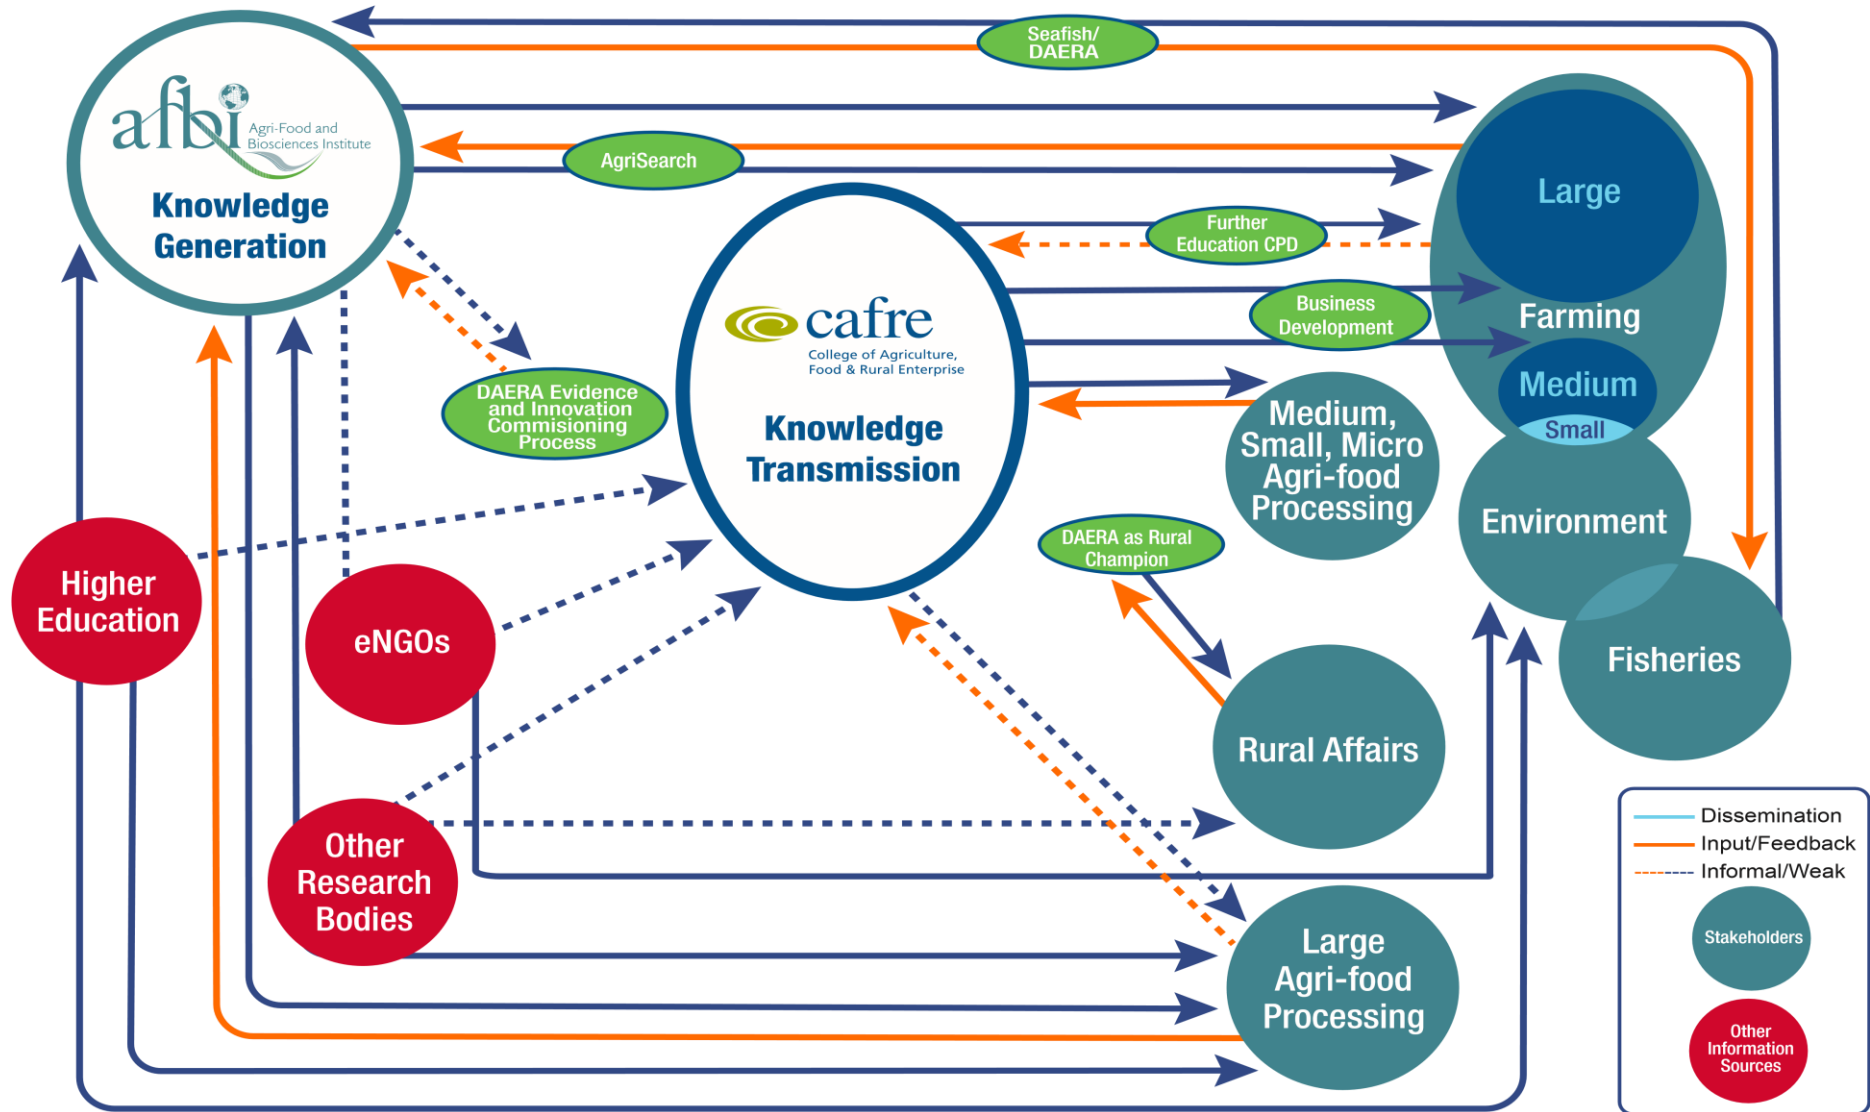 Seafish/
DAERA
afbi
Agri-Food and
Biosciences Institute
Knowledge
Generation
AgriSearch
Large
Further
Education CPD
cafre
College of Agriculture,
Food & Rural Enterprise
Knowledge
Transmission
Business
Development
Farming
Medium
Small
DAERA Evidence
and Innovation
Commisioning
Process
Medium,
Small, Micro
Agri-food
Processing
Environment
DAERA as Rural
Champion
Higher
Education
eNGOs
Fisheries
Rural Affairs
Other
Research
Bodies
Large
Agri-food
Processing
Dissemination
Input/Feedback
Informal/Weak
Stakeholders
Other
Information
Sources